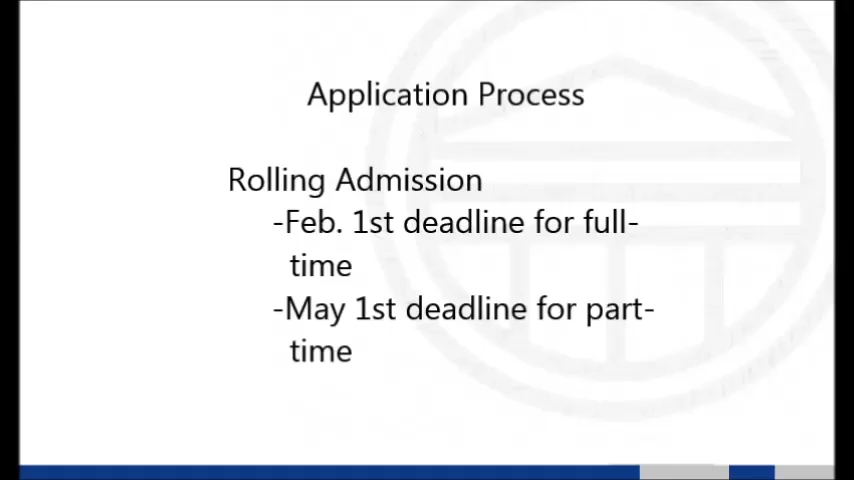 Application Process
Rolling Admission
-Feb. 1st deadline for full-
time
-May 1st deadline for part-
time